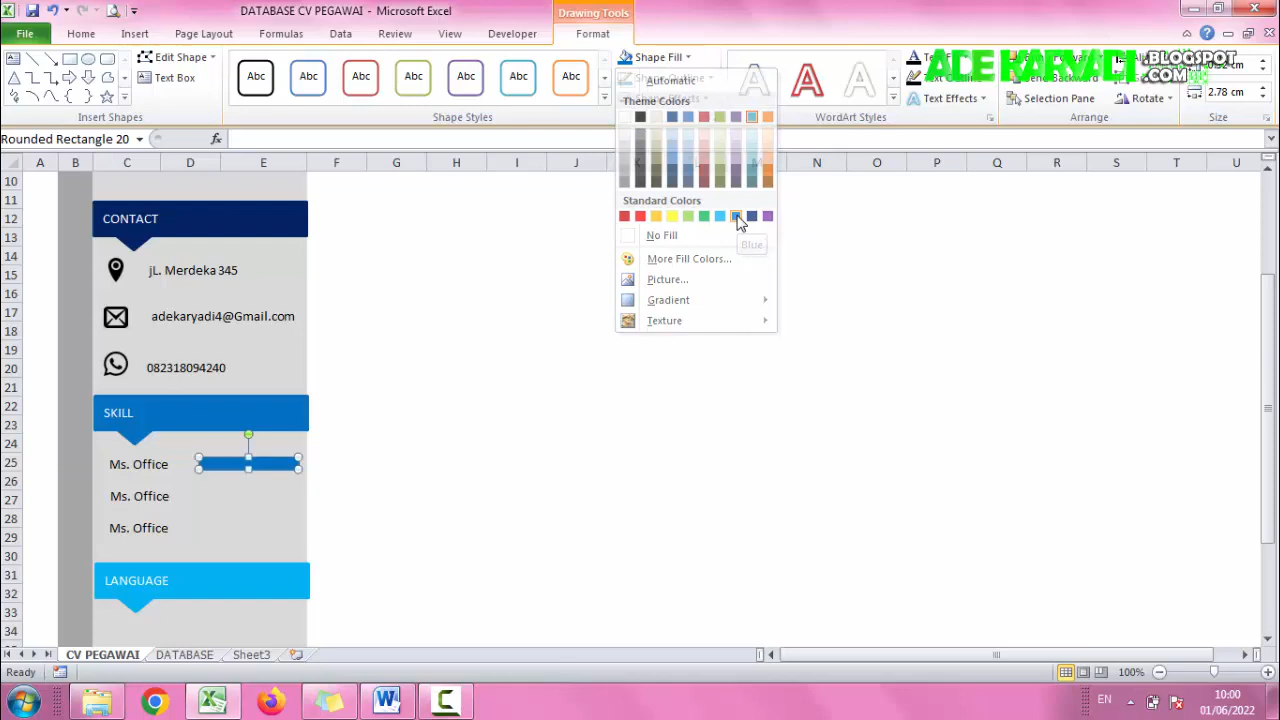 DATABASE CV PEGAWAI - Microsoft Excel
Drawing Tools
File Home Insert Page Layout Formulas Data Review View Developer Format
Edit Shape
Text Box
Insert Shapes
Abc Abc Abc Abc Abc Abc Abc
Shape Styles
Shape Fill
WordArt Styles
Text Effects
Selection Pane
Rotate
Arrange
2.78 cm
Size
ACE KARYADI.BLOGSPOT
.COM
Automatic
Theme Colors
Standard Colors
No Fill
More Fill Colors...
Picture...
Gradient
Texture
Blue
Rounded Rectangle 20
fx
A B C D E F G H I J K L M N O P Q R S T U
10
11
12
13
14
15
16
17
18
19
20
21
22
23
24
25
26
27
28
29
30
31
32
33
34
CONTACT
jL. Merdeka 345
adekaryadi4@Gmail.com
082318094240
SKILL
Ms. Office
Ms. Office
Ms. Office
LANGUAGE
CV PEGAWAI DATABASE Sheet3
Ready
100%
EN
10:00
01/06/2022